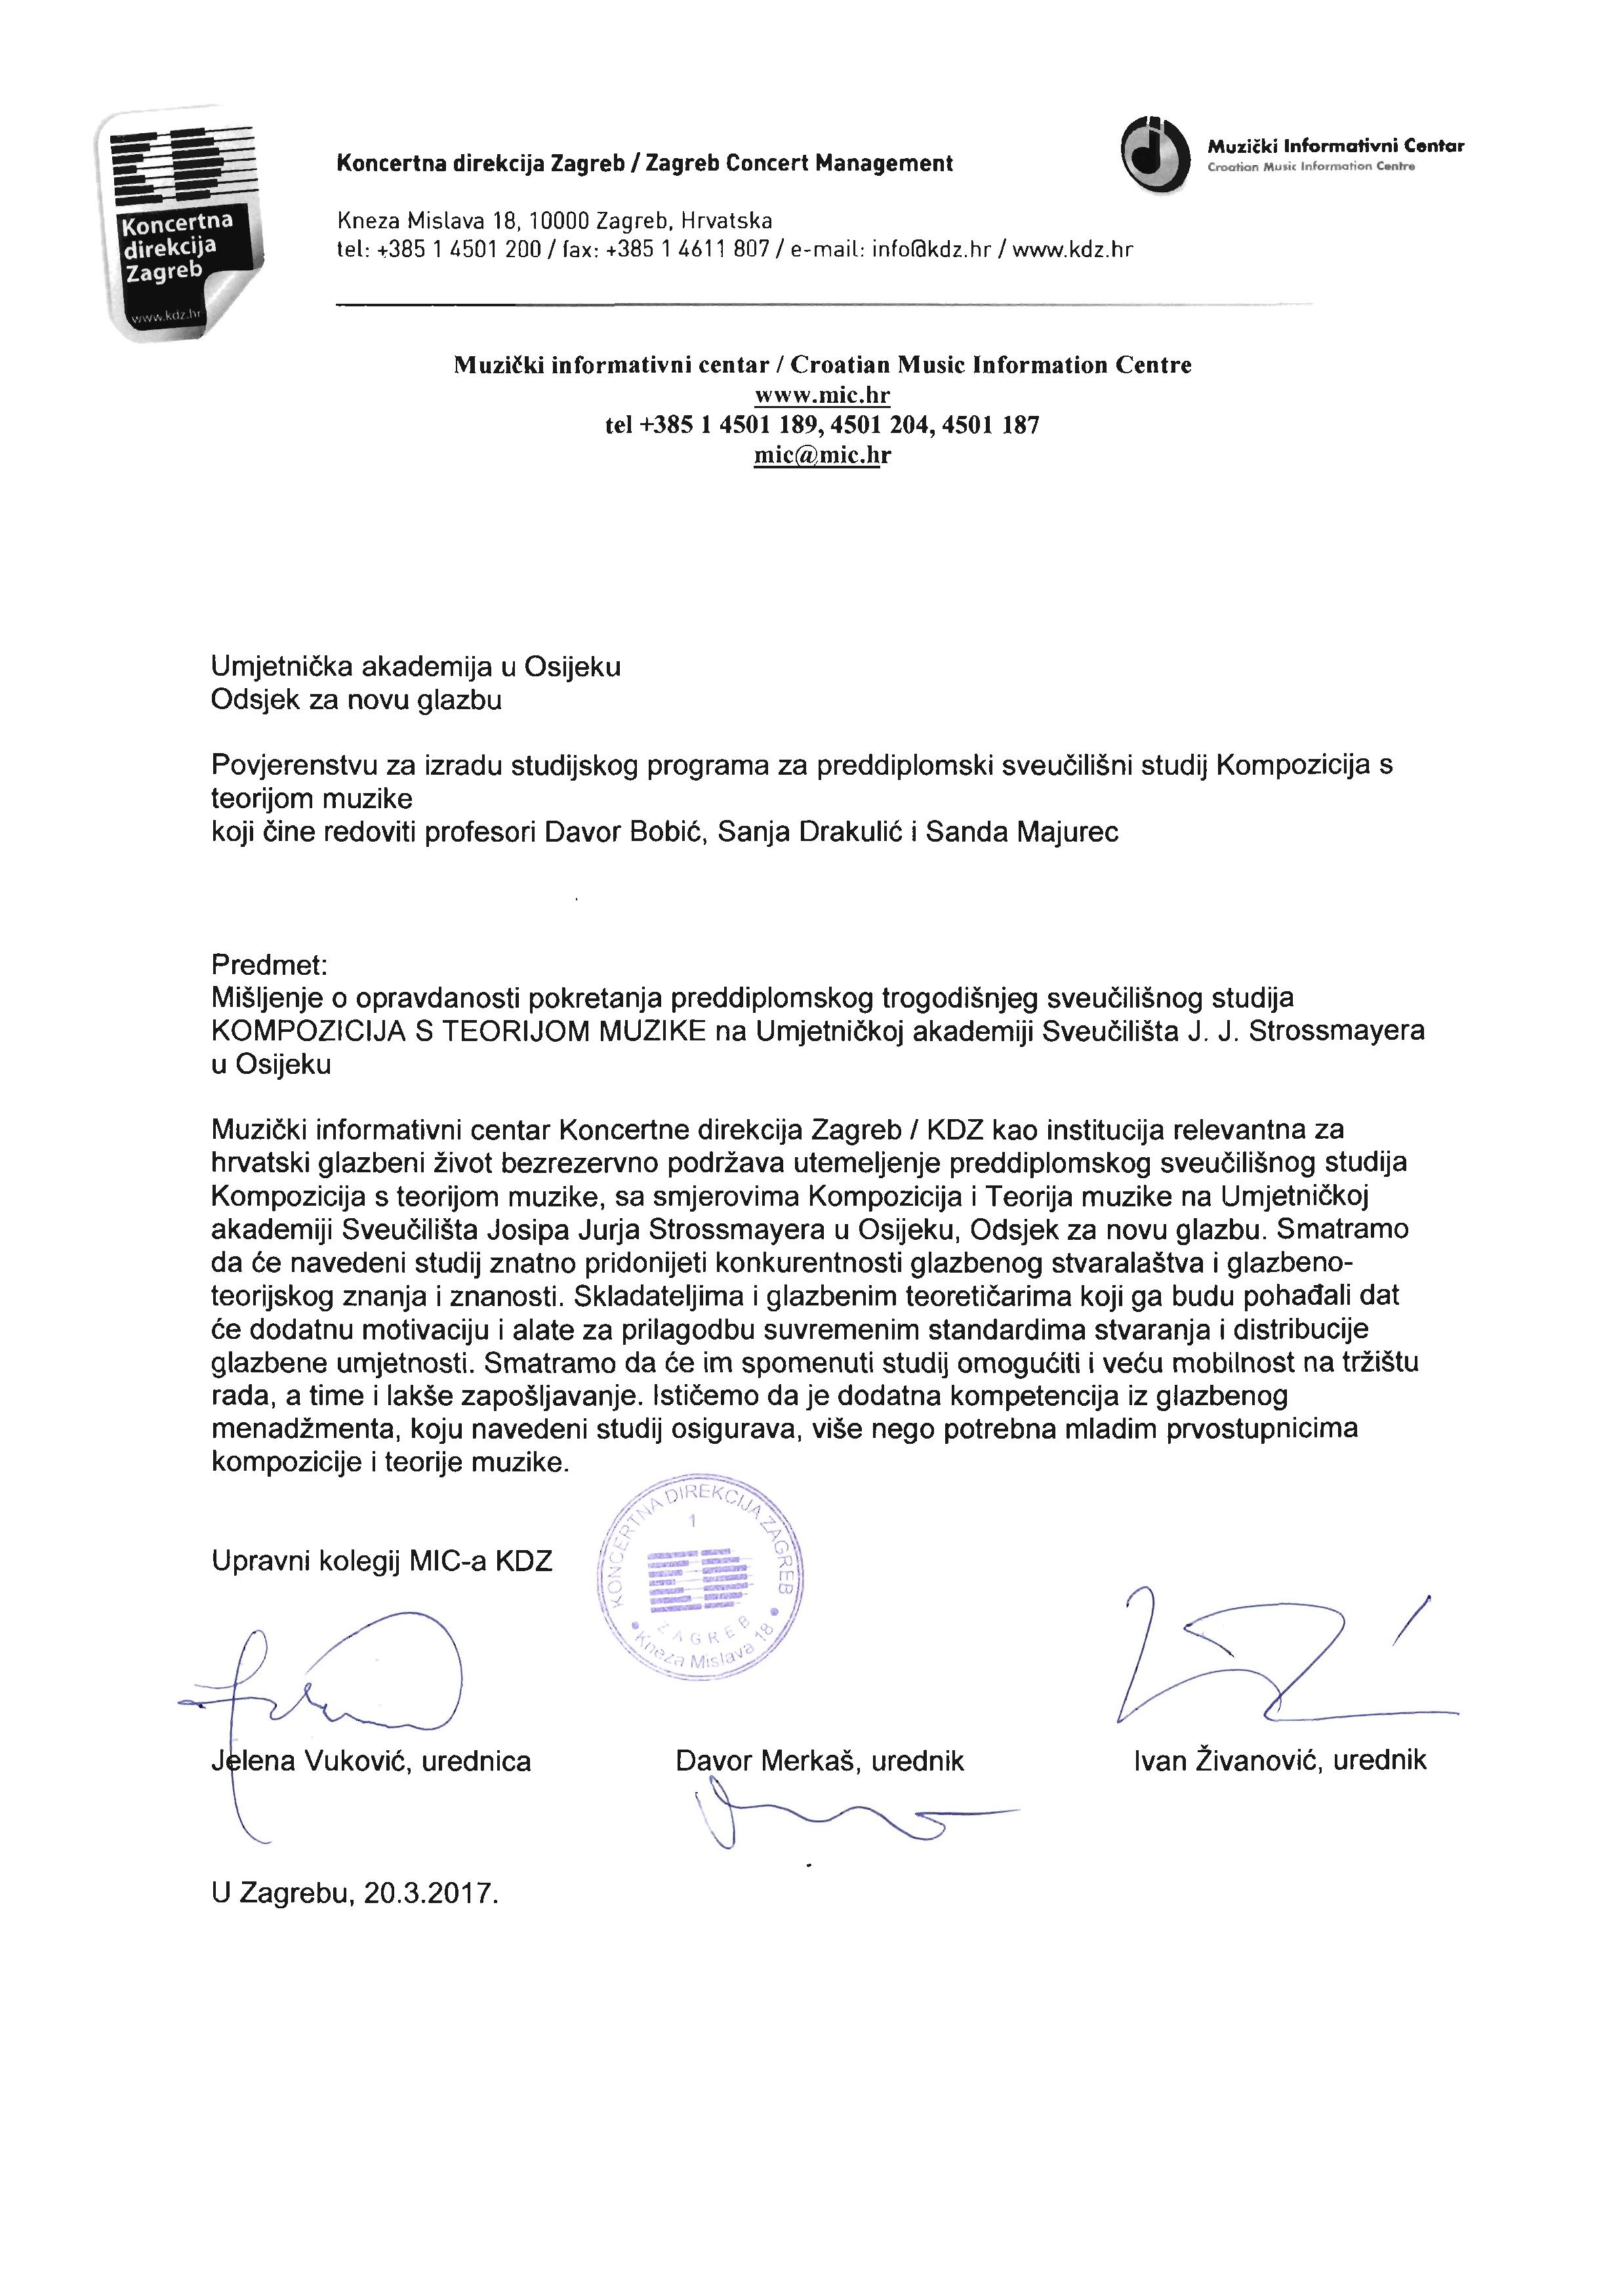 Koncertna
direkcija
Zagreb
www.kdz.hr
Koncertna direkcija Zagreb / Zagreb Concert Management
Kneza Mislava 18, 10000 Zagreb, Hrvatska
tel: +385 1 4501 200 / fax: +385 1 4611 807 / e-mail: info@kdz.hr / www.kdz.hr
Muzički Informativni Centar
Croatian Music Information Centre
Muzički informativni centar / Croatian Music Information Centre
www.mic.hr
tel +385 1 4501 189, 4501 204, 4501 187
mic@mic.hr
Umjetnička akademija u Osijeku
Odsjek za novu glazbu
Povjerenstvu za izradu studijskog programa za preddiplomski sveučilišni studij Kompozicija s
teorijom muzike
koji čine redoviti profesori Davor Bobić, Sanja Drakulić i Sanda Majurec
Predmet:
Mišljenje o opravdanosti pokretanja preddiplomskog trogodišnjeg sveučilišnog studija
KOMPOZICIJA S TEORIJOM MUZIKE na Umjetničkoj akademiji Sveučilišta J. J. Strossmayera
u Osijeku
Muzički informativni centar Koncertne direkcija Zagreb / KDZ kao institucija relevantna za
hrvatski glazbeni život bezrezervno podržava utemeljenje preddiplomskog sveučilišnog studija
Kompozicija s teorijom muzike, sa smjerovima Kompozicija i Teorija muzike na Umjetničkoj
akademiji Sveučilišta Josipa Jurja Strossmayera u Osijeku, Odsjek za novu glazbu. Smatramo
da će navedeni studij znatno pridonijeti konkurentnosti glazbenog stvaralaštva i glazbeno-
teorijskog znanja i znanosti. Skladateljima i glazbenim teoretičarima koji ga budu pohađali dat
će dodatnu motivaciju i alate za prilagodbu suvremenim standardima stvaranja i distribucije
glazbene umjetnosti. Smatramo da će im spomenuti studij omogućiti i veću mobilnost na tržištu
rada, a time i lakše zapošljavanje. Ističemo da je dodatna kompetencija iz glazbenog
menadžmenta, koju navedeni studij osigurava, više nego potrebna mladim prvostupnicima
kompozicije i teorije muzike.
KONCERTNA DIREKCIJA ZAGREB
1
ZAGREB
Kneza Mislava 18
Upravni kolegij MIC-a KDZ
Jelena Vuković, urednica
Davor Merkaš, urednik
Ivan Živanović, urednik
U Zagrebu, 20.3.2017.